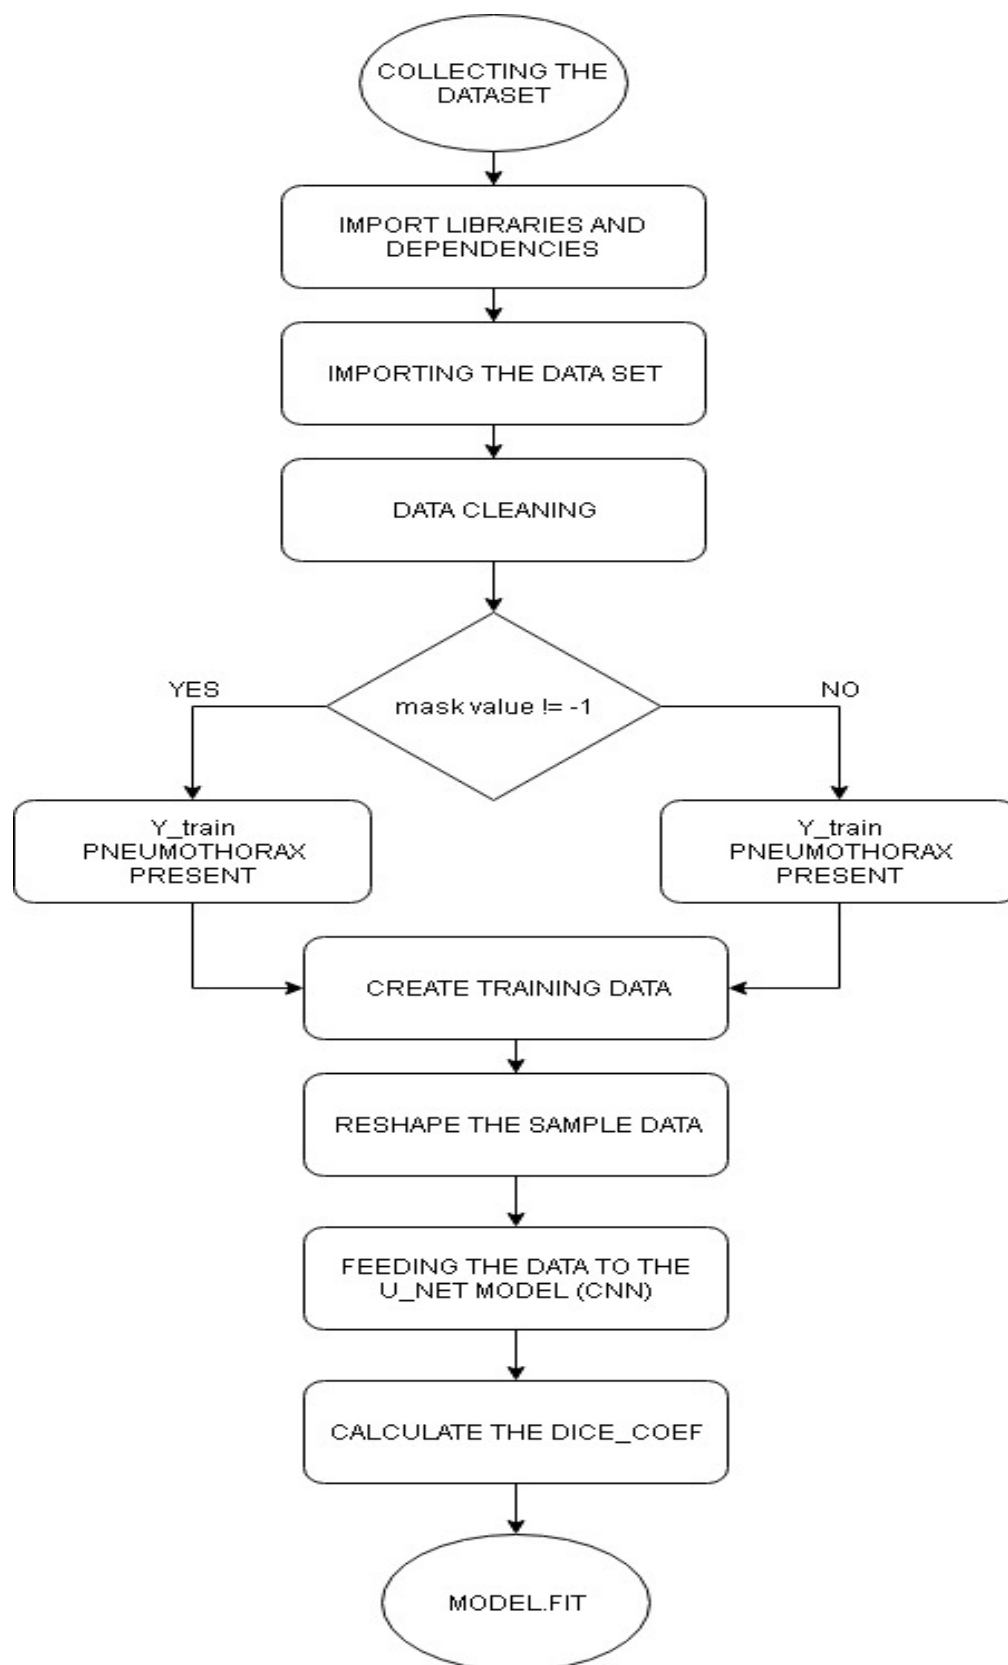 COLLECTING THE
DATASET
IMPORT LIBRARIES AND
DEPENDENCIES
IMPORTING THE DATA SET
DATA CLEANING
mask value != -1
YES
NO
Y_train
PNEUMOTHORAX
PRESENT
Y_train
PNEUMOTHORAX
PRESENT
CREATE TRAINING DATA
RESHAPE THE SAMPLE DATA
FEEDING THE DATA TO THE
U_NET MODEL (CNN)
CALCULATE THE DICE_COEF
MODEL.FIT